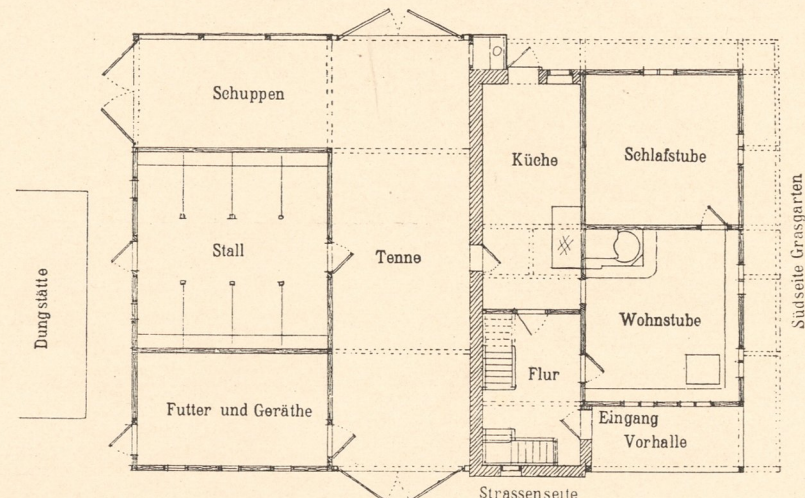 Schuppen
Küche
Schlafstube
Stall
Tenne
Wohnstube
Flur
Futter und Geräthe
Eingang
Vorhalle
Dungstätte
Südseite Grasgarten
Strassenseite